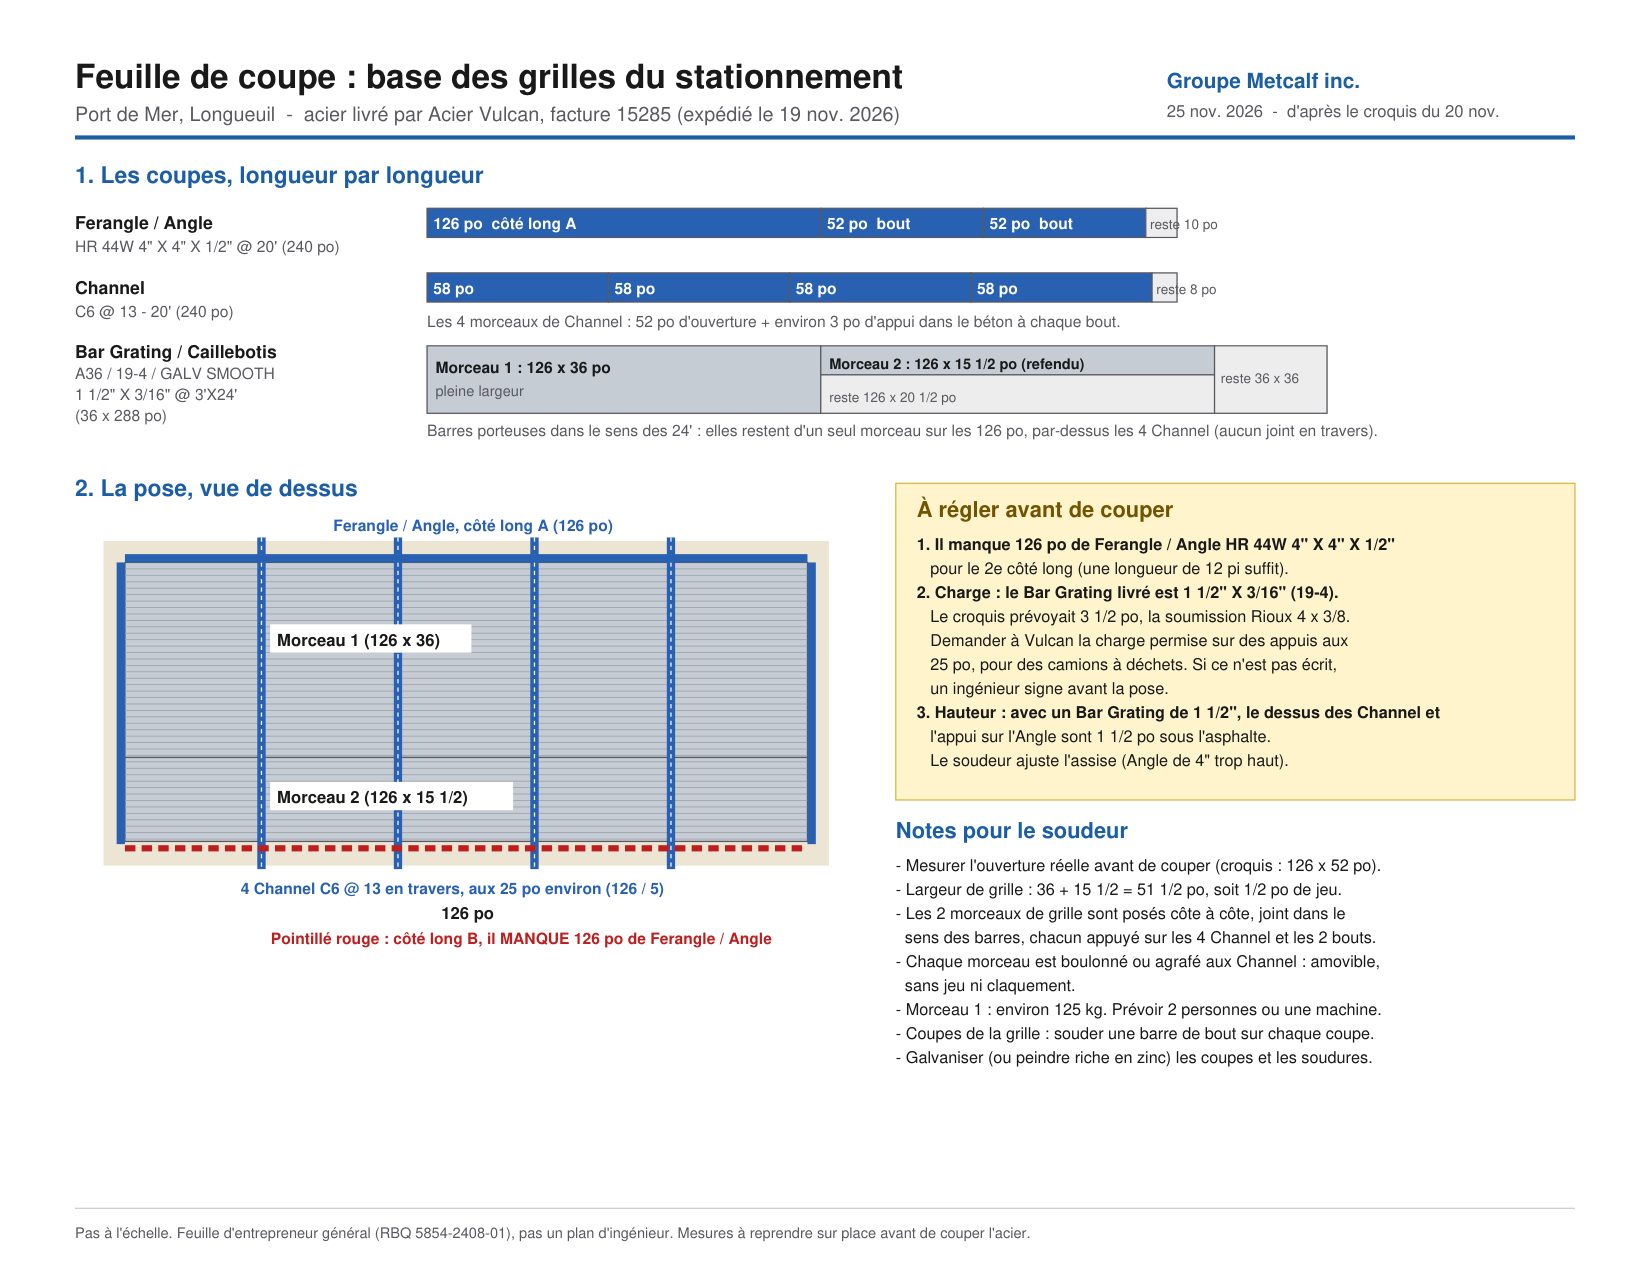 Feuille de coupe : base des grilles du stationnement
Groupe Metcalf inc.
Port de Mer, Longueuil  -  acier livré par Acier Vulcan, facture 15285 (expédié le 19 nov. 2026)
25 nov. 2026  -  d'après le croquis du 20 nov.
1. Les coupes, longueur par longueur
Ferangle / Angle
HR 44W 4" X 4" X 1/2" @ 20' (240 po)
126 po  côté long A
52 po  bout
52 po  bout
reste 10 po
Channel
C6 @ 13 - 20' (240 po)
58 po
58 po
58 po
58 po
reste 8 po
Les 4 morceaux de Channel : 52 po d'ouverture + environ 3 po d'appui dans le béton à chaque bout.
Bar Grating / Caillebotis
A36 / 19-4 / GALV SMOOTH
1 1/2" X 3/16" @ 3'X24'
(36 x 288 po)
Morceau 1 : 126 x 36 po
pleine largeur
Morceau 2 : 126 x 15 1/2 po (refendu)
reste 126 x 20 1/2 po
reste 36 x 36
Barres porteuses dans le sens des 24' : elles restent d'un seul morceau sur les 126 po, par-dessus les 4 Channel (aucun joint en travers).
2. La pose, vue de dessus
Ferangle / Angle, côté long A (126 po)
Morceau 1 (126 x 36)
Morceau 2 (126 x 15 1/2)
4 Channel C6 @ 13 en travers, aux 25 po environ (126 / 5)
126 po
Pointillé rouge : côté long B, il MANQUE 126 po de Ferangle / Angle
À régler avant de couper
1. Il manque 126 po de Ferangle / Angle HR 44W 4" X 4" X 1/2"
pour le 2e côté long (une longueur de 12 pi suffit).
2. Charge : le Bar Grating livré est 1 1/2" X 3/16" (19-4).
Le croquis prévoyait 3 1/2 po, la soumission Rioux 4 x 3/8.
Demander à Vulcan la charge permise sur des appuis aux
25 po, pour des camions à déchets. Si ce n'est pas écrit,
un ingénieur signe avant la pose.
3. Hauteur : avec un Bar Grating de 1 1/2", le dessus des Channel et
l'appui sur l'Angle sont 1 1/2 po sous l'asphalte.
Le soudeur ajuste l'assise (Angle de 4" trop haut).
Notes pour le soudeur
- Mesurer l'ouverture réelle avant de couper (croquis : 126 x 52 po).
- Largeur de grille : 36 + 15 1/2 = 51 1/2 po, soit 1/2 po de jeu.
- Les 2 morceaux de grille sont posés côte à côte, joint dans le
sens des barres, chacun appuyé sur les 4 Channel et les 2 bouts.
- Chaque morceau est boulonné ou agrafé aux Channel : amovible,
sans jeu ni claquement.
- Morceau 1 : environ 125 kg. Prévoir 2 personnes ou une machine.
- Coupes de la grille : souder une barre de bout sur chaque coupe.
- Galvaniser (ou peindre riche en zinc) les coupes et les soudures.
Pas à l'échelle. Feuille d'entrepreneur général (RBQ 5854-2408-01), pas un plan d'ingénieur. Mesures à reprendre sur place avant de couper l'acier.